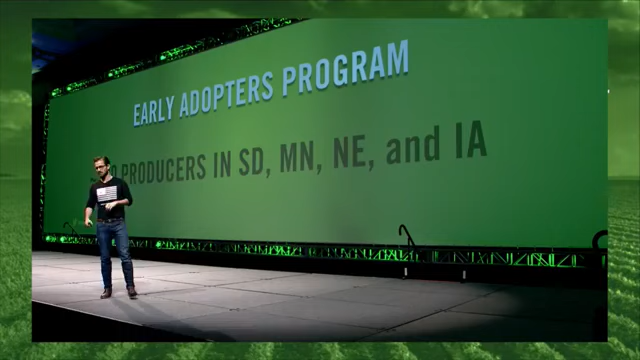 EARLY ADOPTERS PROGRAM
PRODUCERS IN SD, MN, NE, and IA